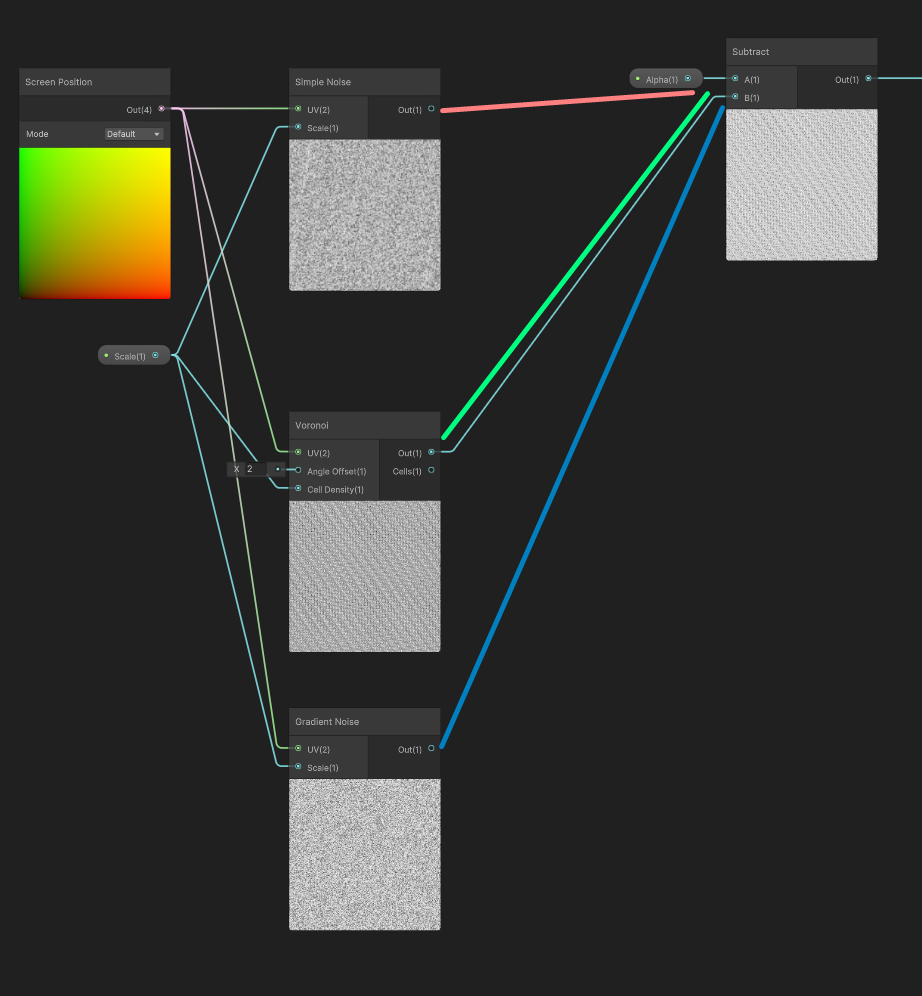 Screen Position
Out(4)
Mode
Default
Simple Noise
UV(2)
Out(1)
Scale(1)
Alpha(1)
Subtract
A(1)
Out(1)
B(1)
Scale(1)
Voronoi
UV(2)
Out(1)
X 2
Angle Offset(1)
Cells(1)
Cell Density(1)
Gradient Noise
UV(2)
Out(1)
Scale(1)